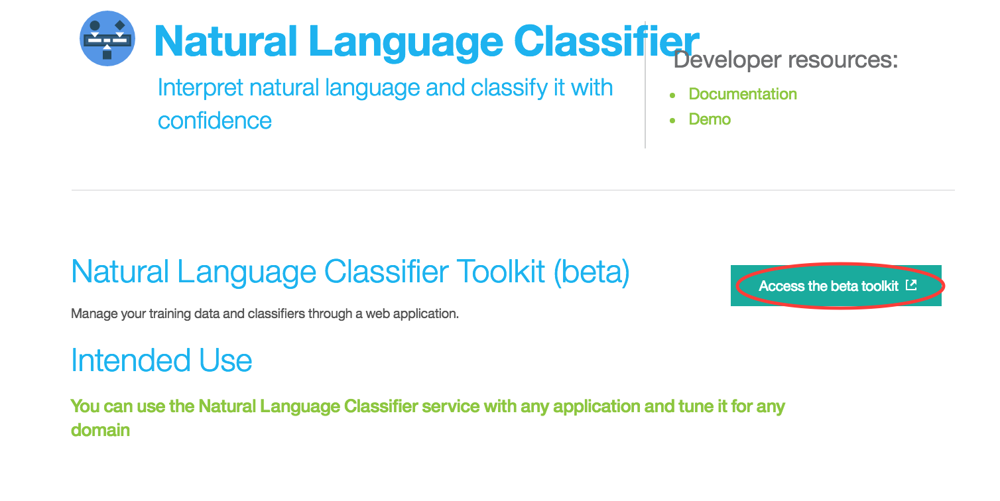 Natural Language Classifier
Interpret natural language and classify it with
confidence
Developer resources:
Documentation
Demo
Natural Language Classifier Toolkit (beta)
Access the beta toolkit
Manage your training data and classifiers through a web application.
Intended Use
You can use the Natural Language Classifier service with any application and tune it for any
domain